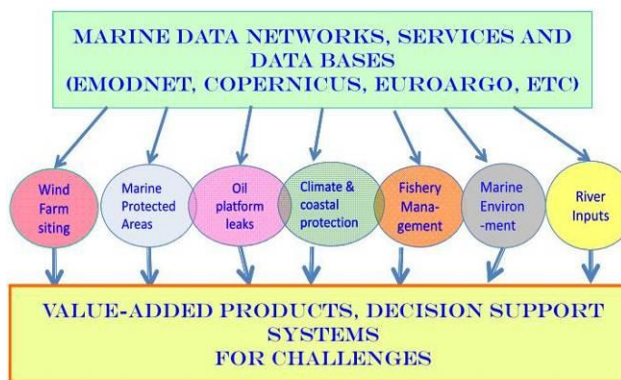 MARINE DATA NETWORKS, SERVICES AND
DATA BASES
(EMODNET, COPERNICUS, EUROARGO, ETC)
Wind
Farm
siting
Marine
Protected
Areas
Oil
platform
leaks
Climate &
coastal
protection
Fishery
Mana-
gement
Marine
Environ
-ment
River
Inputs
VALUE-ADDED PRODUCTS, DECISION SUPPORT
SYSTEMS
FOR CHALLENGES